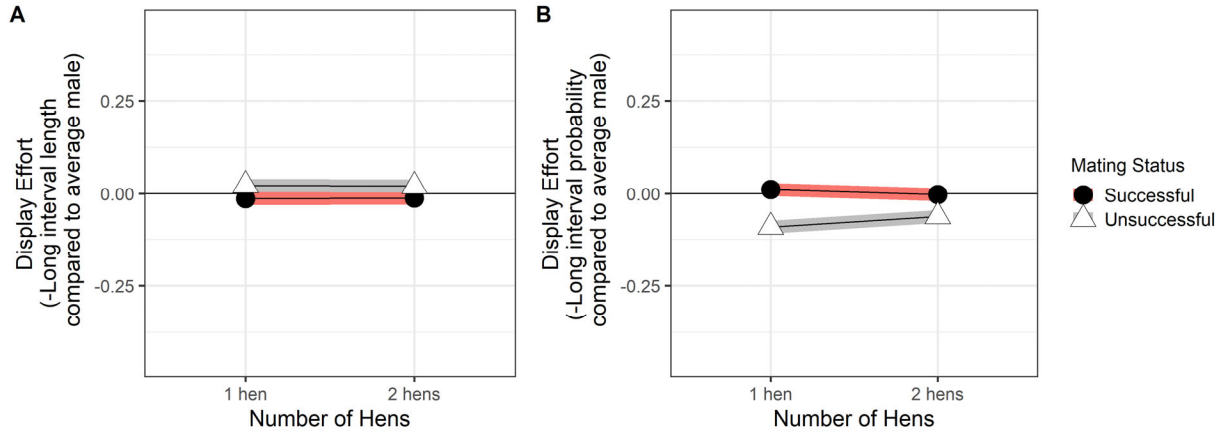 A
Display Effort
(-Long interval length
compared to average male)
0.25
0.00
-0.25
1 hen
2 hens
Number of Hens
B
Display Effort
(-Long interval probability
compared to average male)
0.25
0.00
-0.25
1 hen
2 hens
Number of Hens
Mating Status
Successful
Unsuccessful